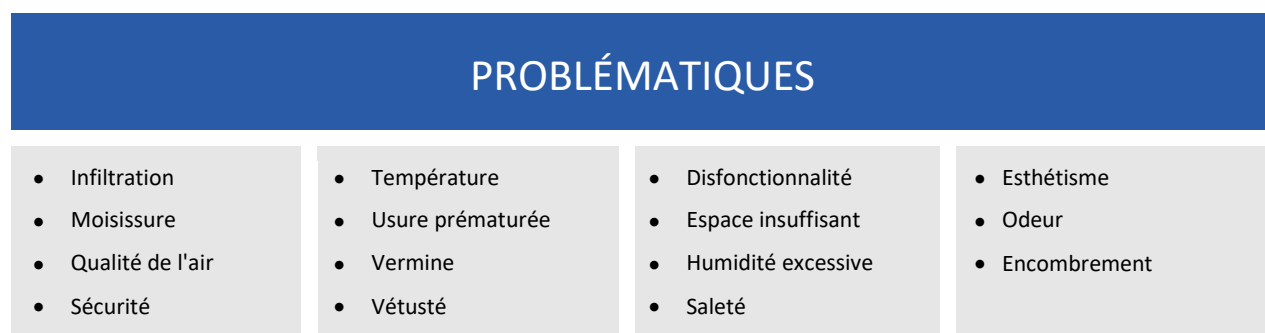 PROBLÉMATIQUES
• Infiltration
• Moisissure
• Qualité de l'air
• Sécurité
• Température
• Usure prématurée
• Vermine
• Vétusté
• Disfonctionnalité
• Espace insuffisant
• Humidité excessive
• Saleté
• Esthétisme
• Odeur
• Encombrement